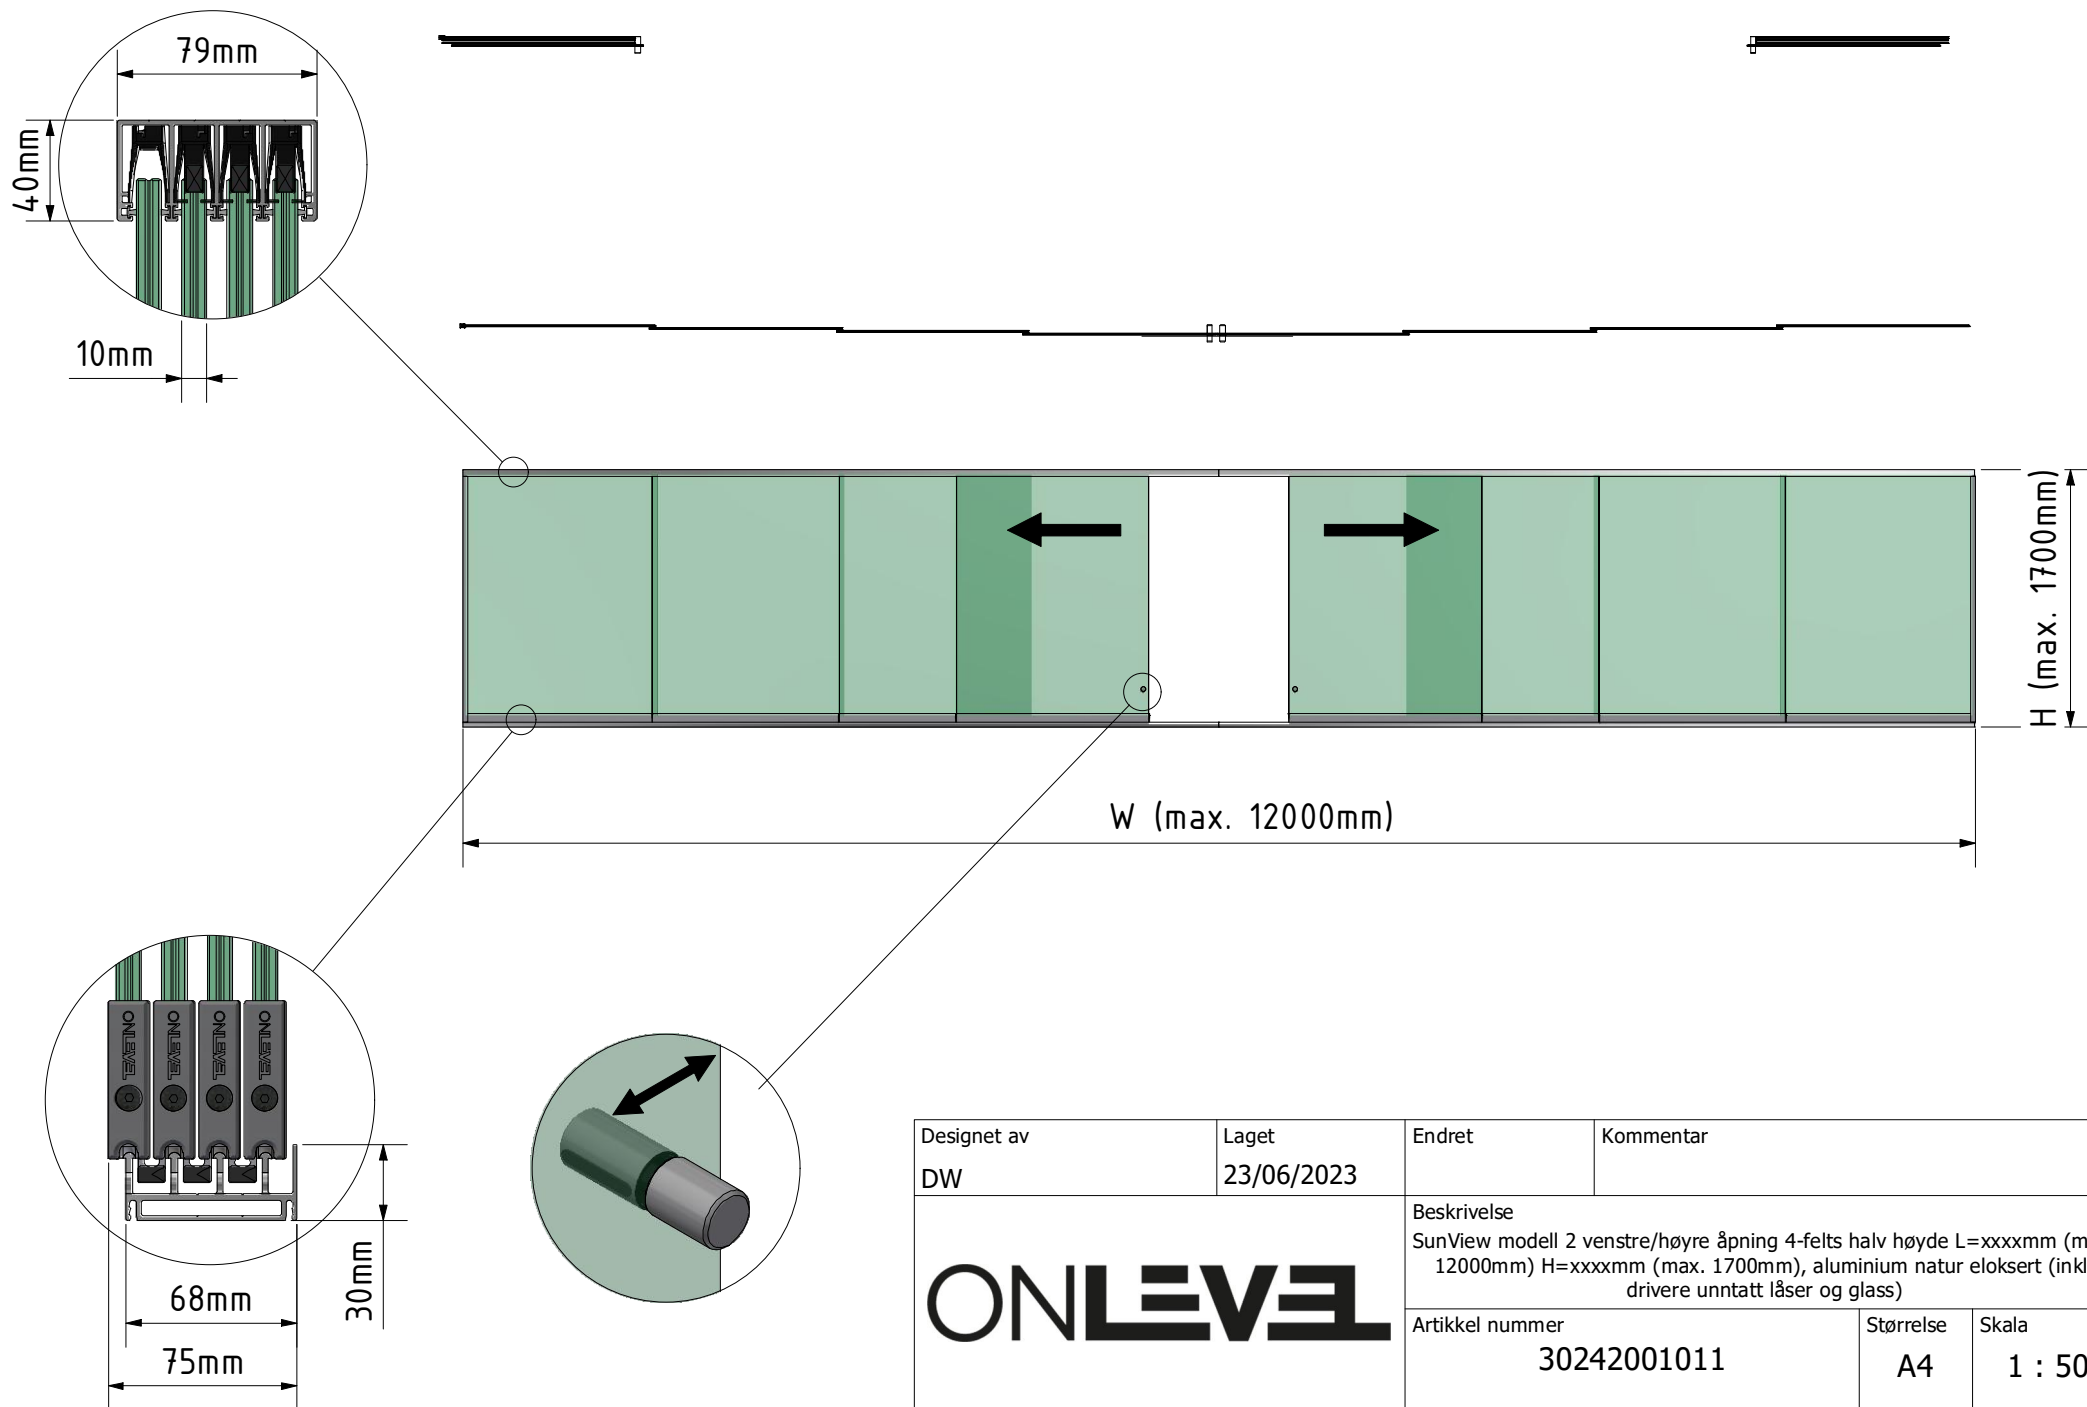 79mm
40mm
10mm
H (max. 1700mm)
W (max. 12000mm)
ONLEVEL ONLEVEL ONLEVEL ONLEVEL
30mm
68mm
75mm
Designet av
DW
Laget
23/06/2023
Endret
Kommentar
ONLEVEL
Beskrivelse
SunView modell 2 venstre/høyre åpning 4-felts halv høyde L=xxxxmm (m
12000mm) H=xxxxmm (max. 1700mm), aluminium natur eloksert (inkl
drivere unntatt låser og glass)
Artikkel nummer
30242001011
Størrelse
A4
Skala
1 : 50